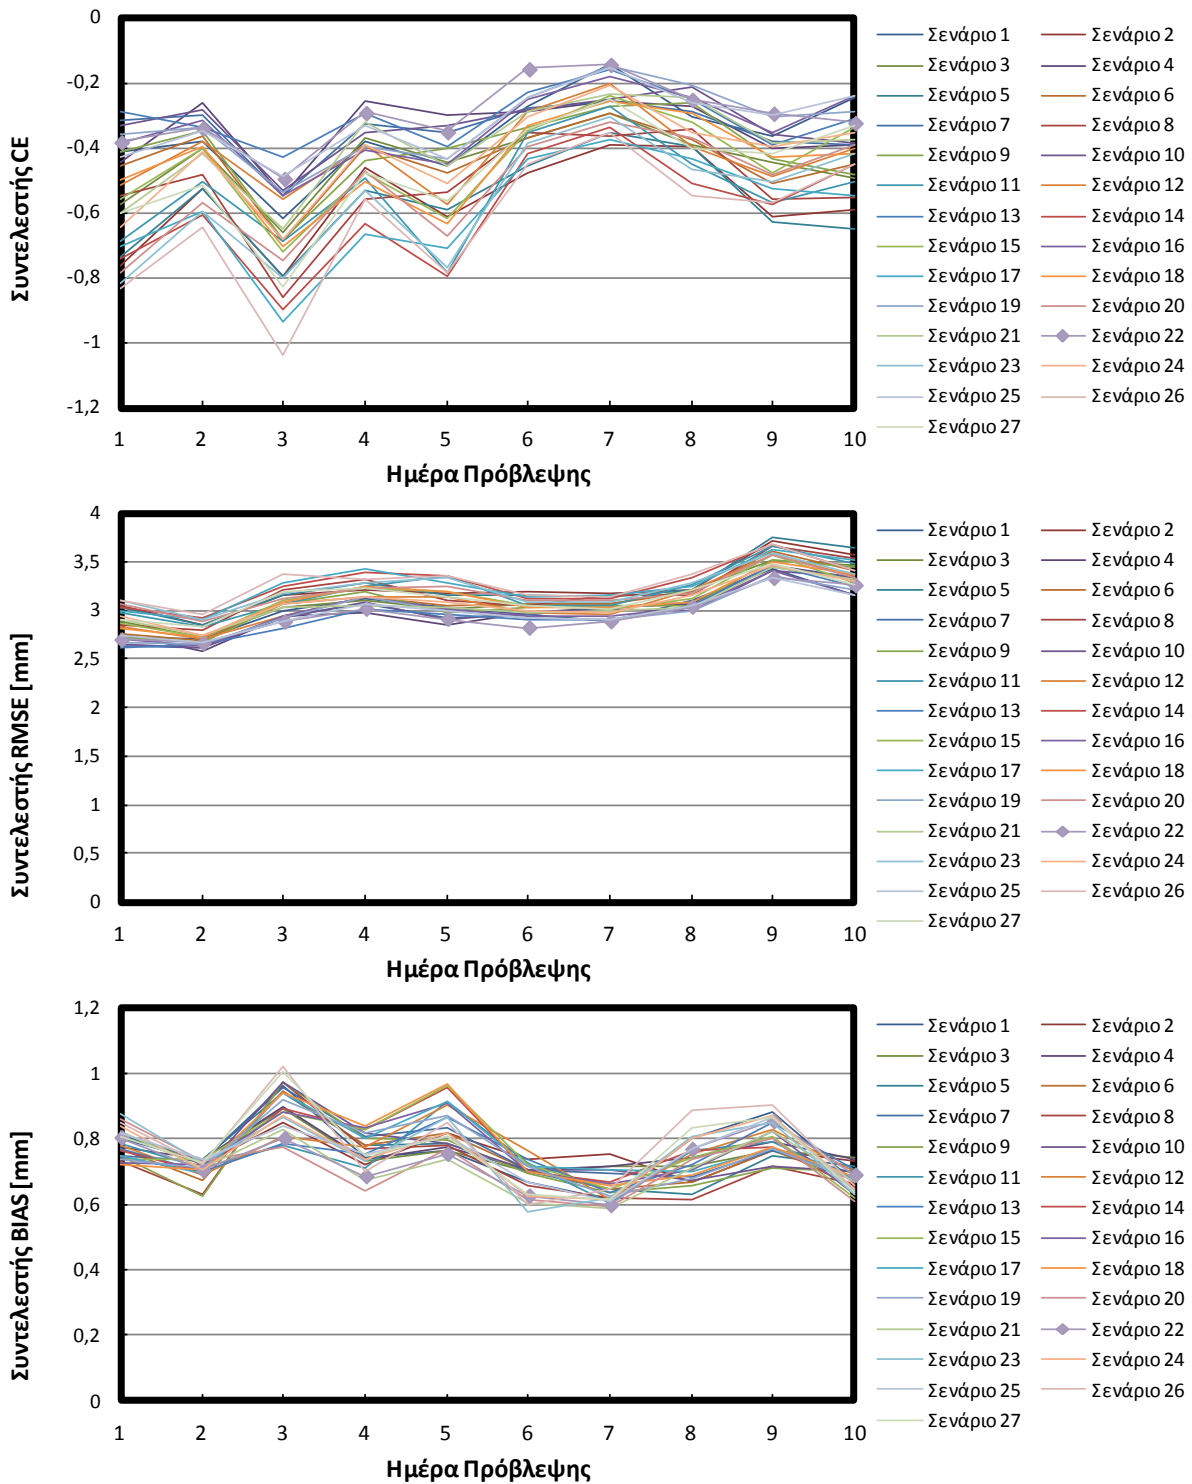 0
-0,2
-0,4
-0,6
-0,8
-1
-1,2
1 2 3 4 5 6 7 8 9 10
Συντελεστής CE
Ημέρα Πρόβλεψης
Σενάριο 1 Σενάριο 2
Σενάριο 3 Σενάριο 4
Σενάριο 5 Σενάριο 6
Σενάριο 7 Σενάριο 8
Σενάριο 9 Σενάριο 10
Σενάριο 11 Σενάριο 12
Σενάριο 13 Σενάριο 14
Σενάριο 15 Σενάριο 16
Σενάριο 17 Σενάριο 18
Σενάριο 19 Σενάριο 20
Σενάριο 21 Σενάριο 22
Σενάριο 23 Σενάριο 24
Σενάριο 25 Σενάριο 26
Σενάριο 27
4
3,5
3
2,5
2
1,5
1
0,5
0
1 2 3 4 5 6 7 8 9 10
Συντελεστής RMSE [mm]
Ημέρα Πρόβλεψης
Σενάριο 1 Σενάριο 2
Σενάριο 3 Σενάριο 4
Σενάριο 5 Σενάριο 6
Σενάριο 7 Σενάριο 8
Σενάριο 9 Σενάριο 10
Σενάριο 11 Σενάριο 12
Σενάριο 13 Σενάριο 14
Σενάριο 15 Σενάριο 16
Σενάριο 17 Σενάριο 18
Σενάριο 19 Σενάριο 20
Σενάριο 21 Σενάριο 22
Σενάριο 23 Σενάριο 24
Σενάριο 25 Σενάριο 26
Σενάριο 27
1,2
1
0,8
0,6
0,4
0,2
0
1 2 3 4 5 6 7 8 9 10
Συντελεστής BIAS [mm]
Ημέρα Πρόβλεψης
Σενάριο 1 Σενάριο 2
Σενάριο 3 Σενάριο 4
Σενάριο 5 Σενάριο 6
Σενάριο 7 Σενάριο 8
Σενάριο 9 Σενάριο 10
Σενάριο 11 Σενάριο 12
Σενάριο 13 Σενάριο 14
Σενάριο 15 Σενάριο 16
Σενάριο 17 Σενάριο 18
Σενάριο 19 Σενάριο 20
Σενάριο 21 Σενάριο 22
Σενάριο 23 Σενάριο 24
Σενάριο 25 Σενάριο 26
Σενάριο 27